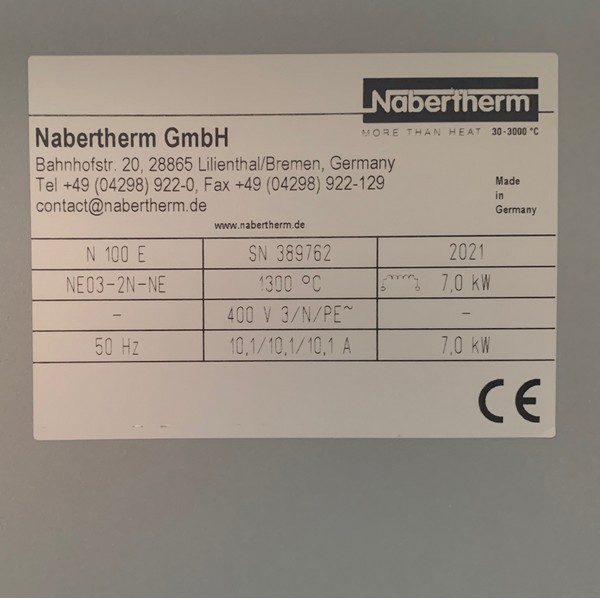 Nabertherm
MORE THAN HEAT 30-3000 °C
Nabertherm GmbH
Bahnhofstr. 20, 28865 Lilienthal/Bremen, Germany
Tel +49 (04298) 922-0, Fax +49 (04298) 922-129
contact@nabertherm.de
Made
in
Germany
www.nabertherm.de
N 100 E SN 389762 2021
NE03-2N-NE 1300 °C 7,0 kW
- 400 V 3/N/PE~ -
50 Hz 10,1/10,1/10,1 A 7,0 kW
CE